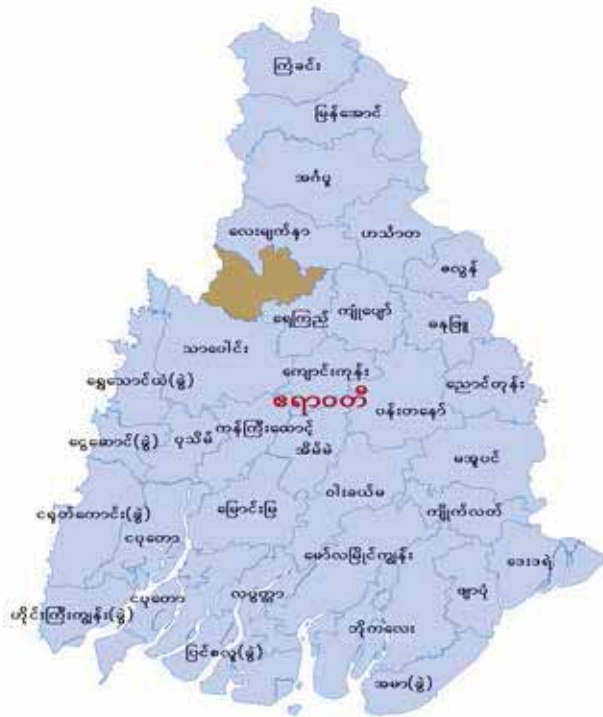 ကြံခင်း
မြန်အောင်
အင်္ဂပူ
လေးမျက်နှာ
ဟင်္သာတ
ဇလွန်
ရေကြည်
ကျုံပျော်
ဓနုဖြူ
သာပေါင်း
ကျောင်းကုန်း
ရွှေသောင်ယံ(ခွဲ)
ညောင်တုန်း
ဧရာဝတီ
ပန်းတနော်
ငွေဆောင်(ခွဲ)
ပုသိမ်
ကန်ကြီးထောင့်
အိမ်မဲ
မအူပင်
ဝါးခယ်မ
ငရုတ်ကောင်း(ခွဲ)
မြောင်းမြ
ကျိုက်လတ်
ငပုတော
မော်လမြိုင်ကျွန်း
ဒေးဒရဲ
ငပုတော
လပွတ္တာ
ဖျာပုံ
ဟိုင်းကြီးကျွန်း(ခွဲ)
ဘိုကလေး
ပြင်စလူ(ခွဲ)
အမာ(ခွဲ)